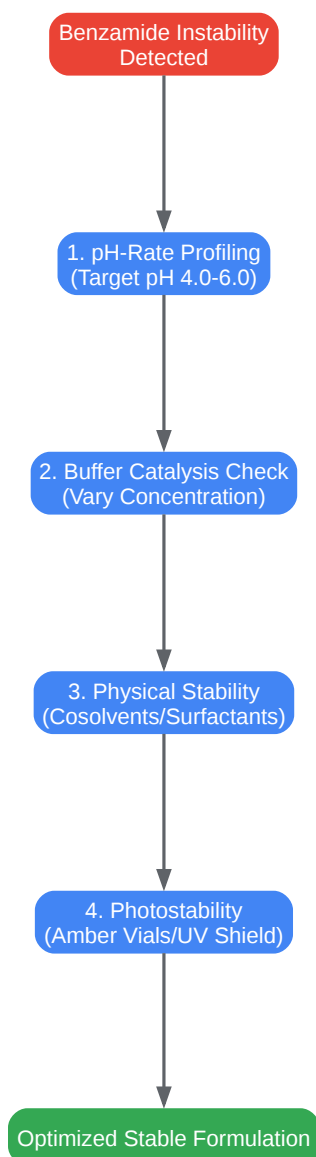 Benzamide Instability
Detected
1. pH-Rate Profiling
(Target pH 4.0-6.0)
2. Buffer Catalysis Check
(Vary Concentration)
3. Physical Stability
(Cosolvents/Surfactants)
4. Photostability
(Amber Vials/UV Shield)
Optimized Stable Formulation